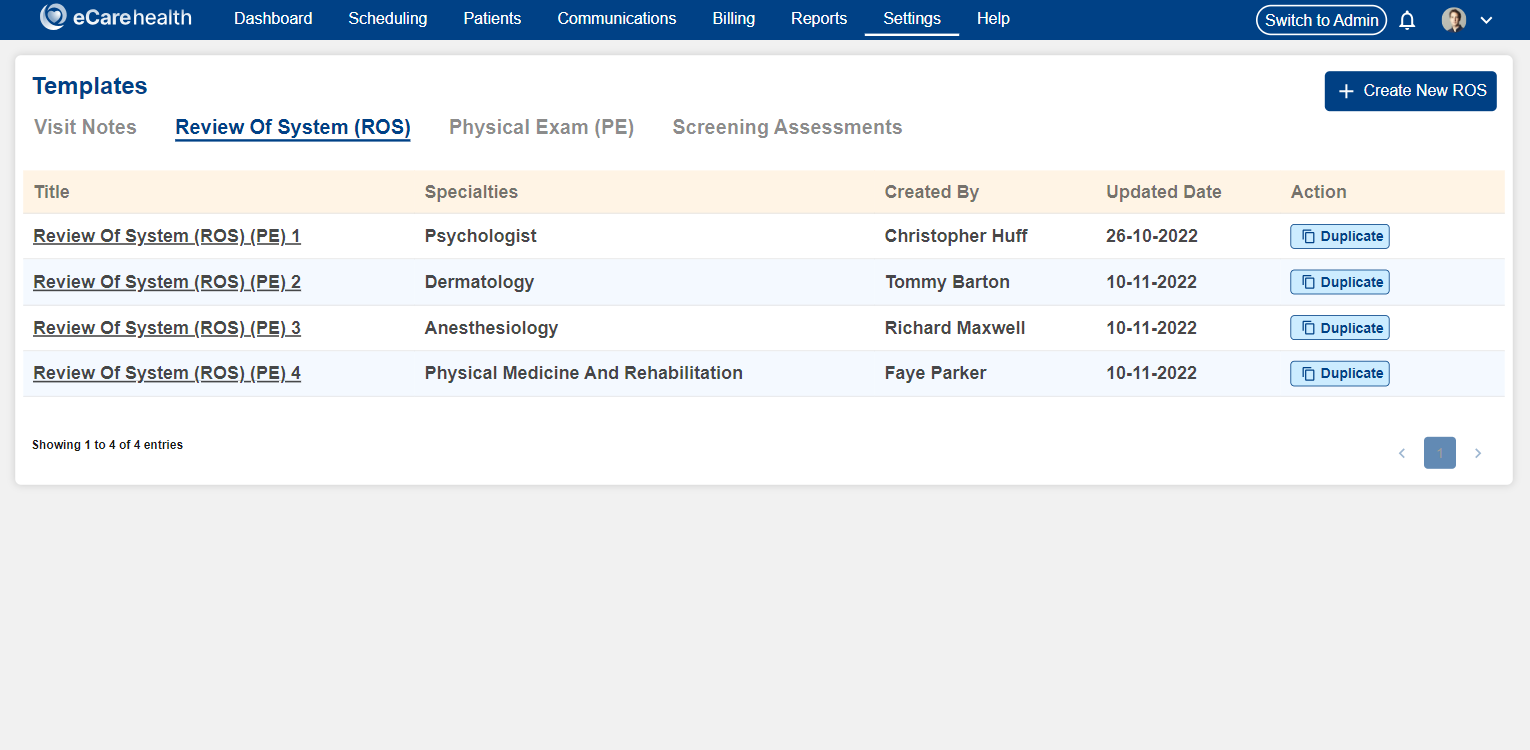 eCarehealth Dashboard Scheduling Patients Communications Billing Reports Settings Help Switch to Admin
Templates
+ Create New ROS
Visit Notes Review Of System (ROS) Physical Exam (PE) Screening Assessments
Title Specialties Created By Updated Date Action
Review Of System (ROS) (PE) 1 Psychologist Christopher Huff 26-10-2022 Duplicate
Review Of System (ROS) (PE) 2 Dermatology Tommy Barton 10-11-2022 Duplicate
Review Of System (ROS) (PE) 3 Anesthesiology Richard Maxwell 10-11-2022 Duplicate
Review Of System (ROS) (PE) 4 Physical Medicine And Rehabilitation Faye Parker 10-11-2022 Duplicate
Showing 1 to 4 of 4 entries
1